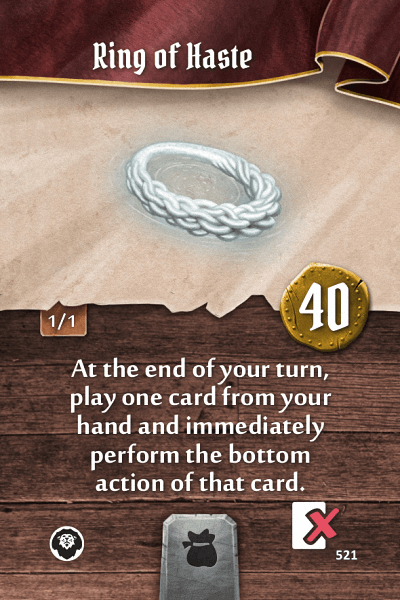 Ring of Haste
40
1/1
At the end of your turn,
play one card from your
hand and immediately
perform the bottom
action of that card.
521